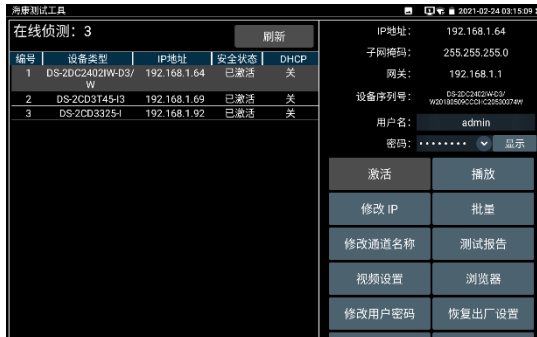 海康测试工具
2021-02-24 03:15:09
在线侦测：3
刷新
编号 设备类型 IP地址 安全状态 DHCP
1 DS-2DC2402IW-D3/W 192.168.1.64 已激活 关
2 DS-2CD3T45-I3 192.168.1.69 已激活 关
3 DS-2CD3325-I 192.168.1.92 已激活 关
IP地址： 192.168.1.64
子网掩码： 255.255.255.0
网关： 192.168.1.1
设备序列号： DS-2DC2402IW-D3/
用户名： admin
密码： •••••••• 显示
激活 播放
修改 IP 批量
修改通道名称 测试报告
视频设置 浏览器
修改用户密码 恢复出厂设置